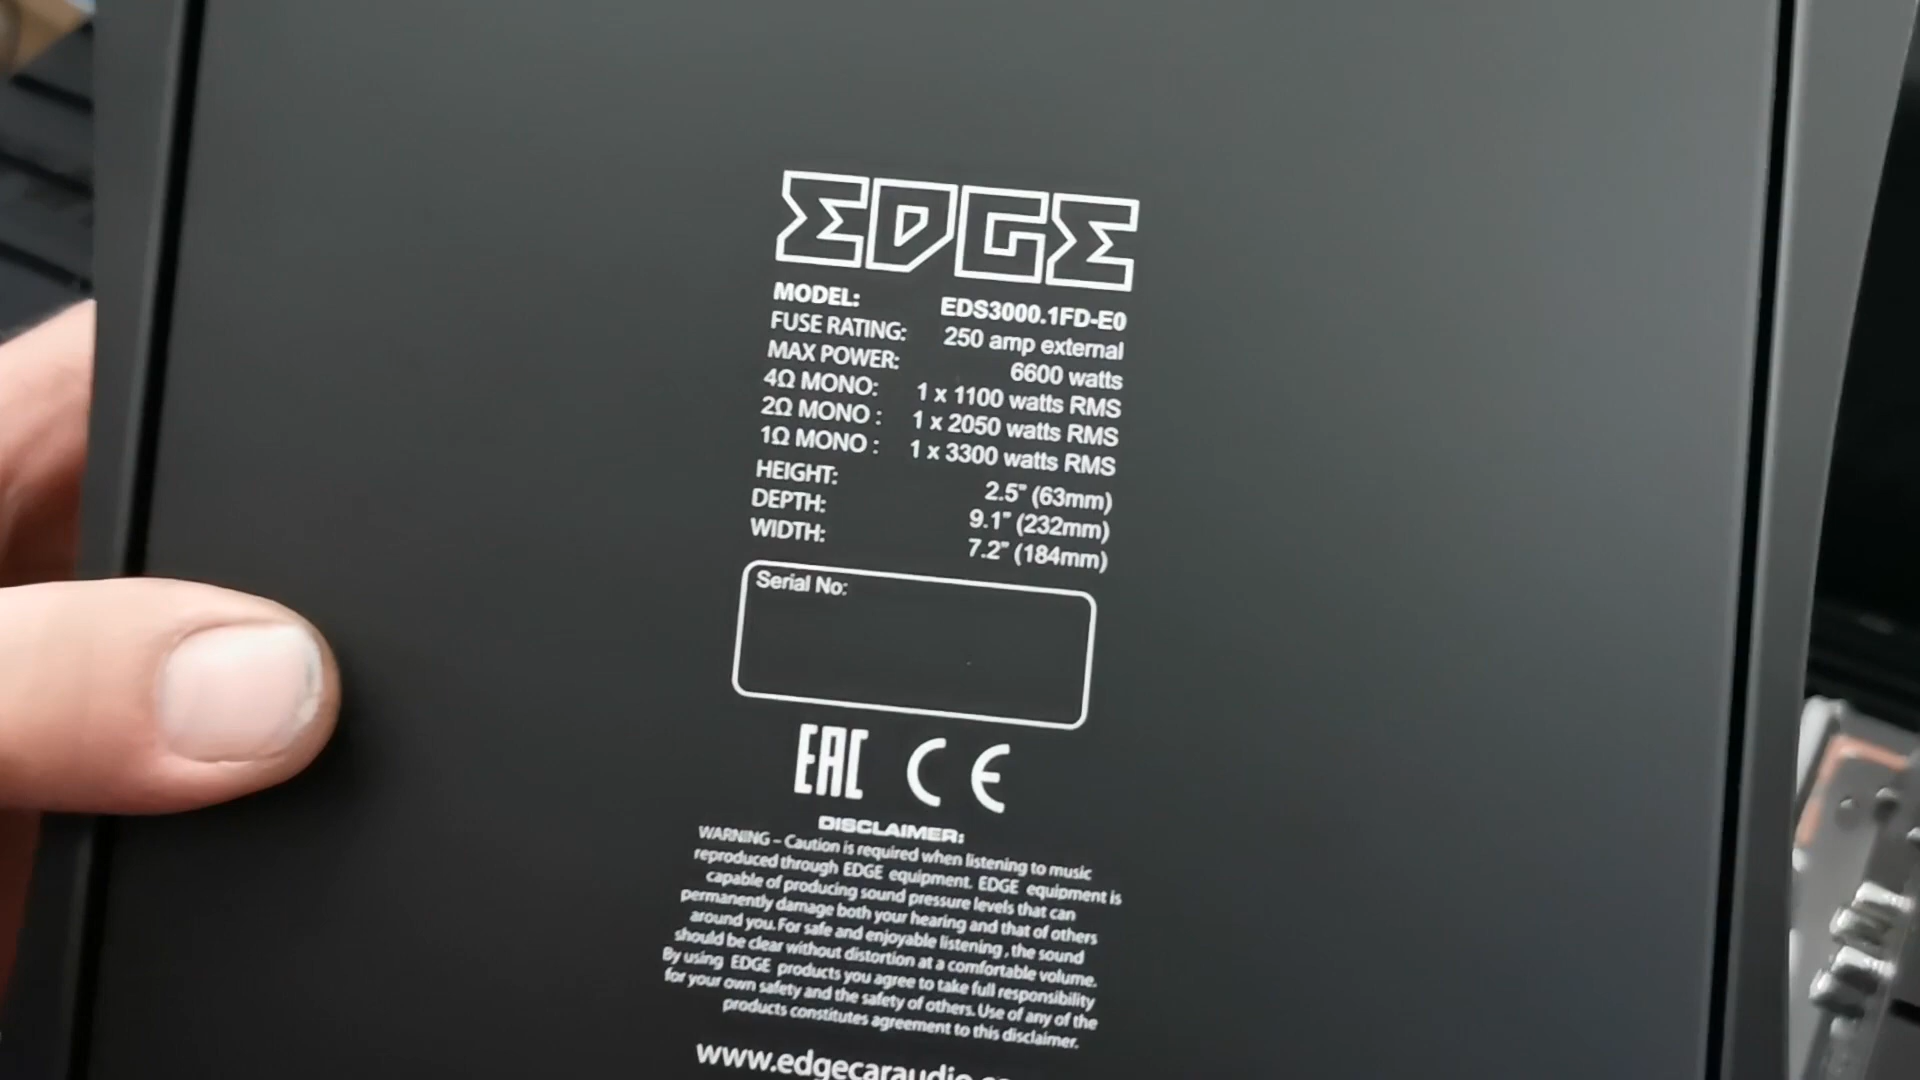 EDGE
MODEL: EDS3000.1FD-E0
FUSE RATING: 250 amp external
MAX POWER: 6600 watts
4Ω MONO: 1 x 1100 watts RMS
2Ω MONO : 1 x 2050 watts RMS
1Ω MONO : 1 x 3300 watts RMS
HEIGHT: 2.5" (63mm)
DEPTH: 9.1" (232mm)
WIDTH: 7.2" (184mm)
Serial No:
EAC CE
DISCLAIMER:
WARNING – Caution is required when listening to music
reproduced through EDGE equipment. EDGE equipment is
capable of producing sound pressure levels that can
permanently damage both your hearing and that of others
around you. For safe and enjoyable listening , the sound
should be clear without distortion at a comfortable volume.
By using EDGE products you agree to take full responsibility
for your own safety and the safety of others. Use of any of the
products constitutes agreement to this disclaimer.
www.edgecaraudio.